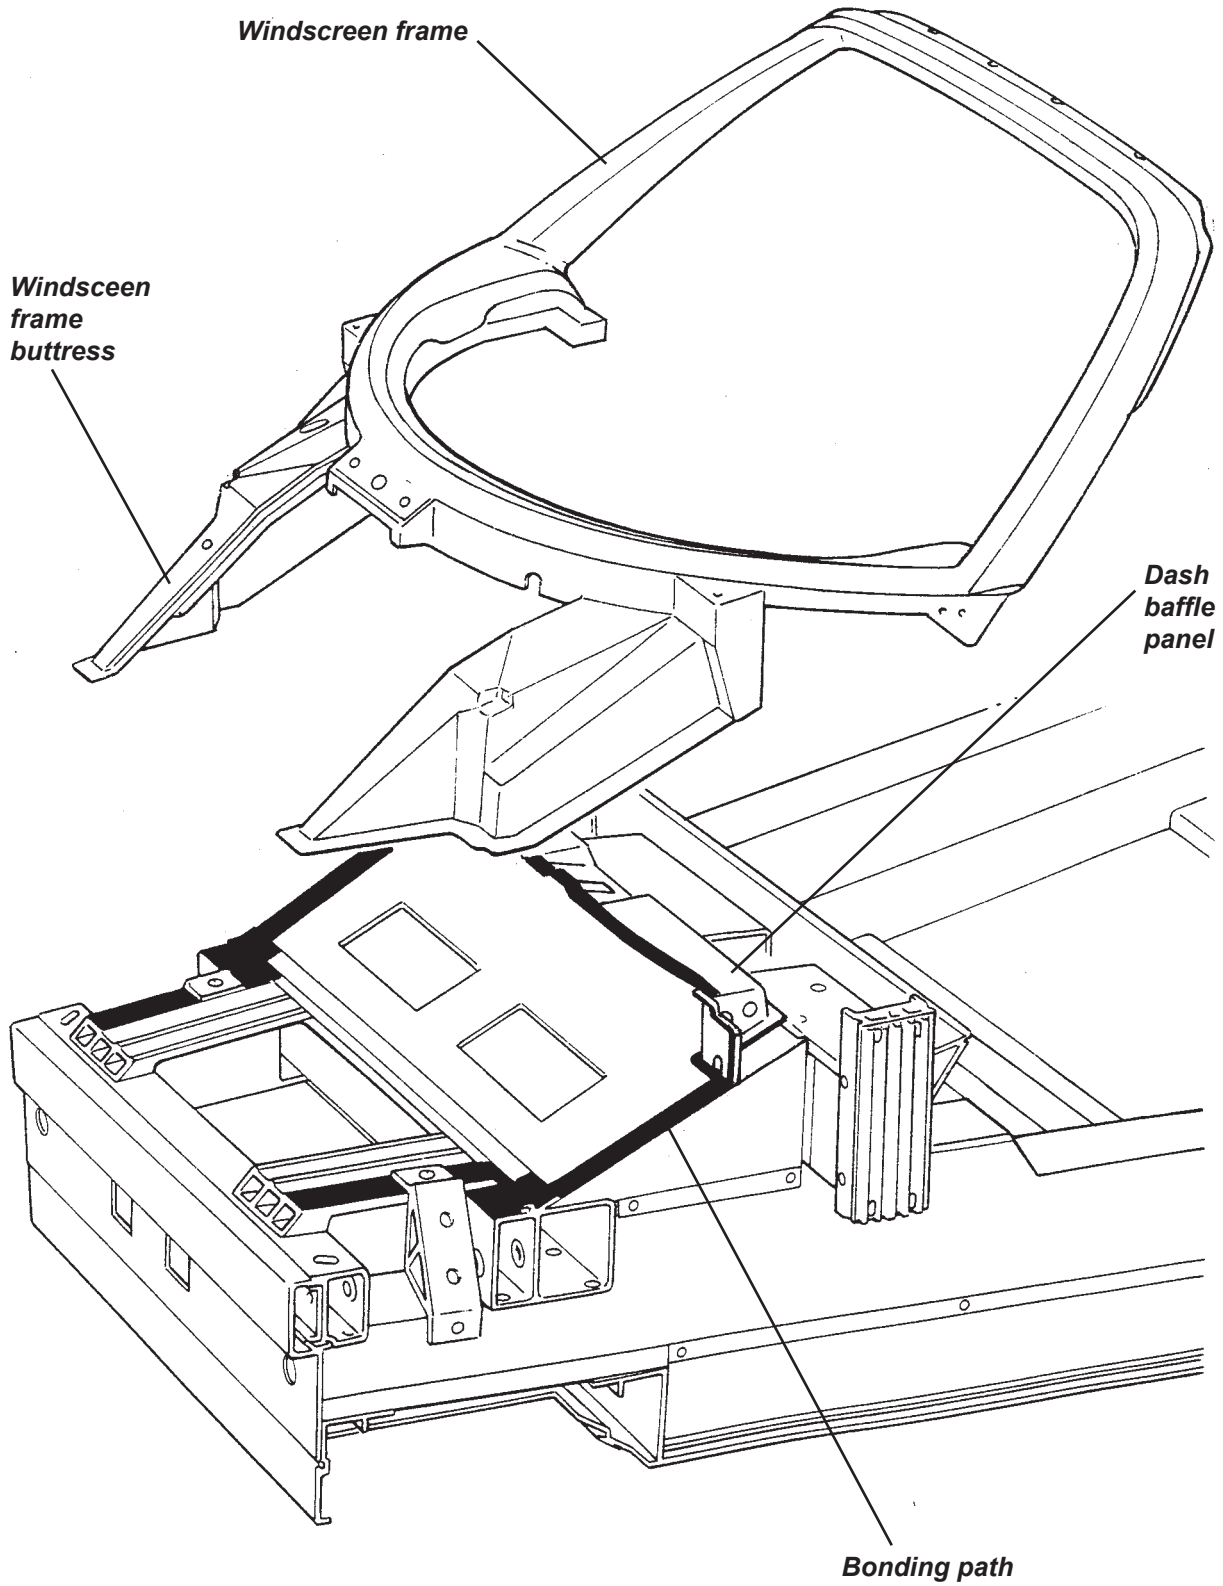 Windscreen frame
Windsceen
frame
buttress
Dash
baffle
panel
Bonding path